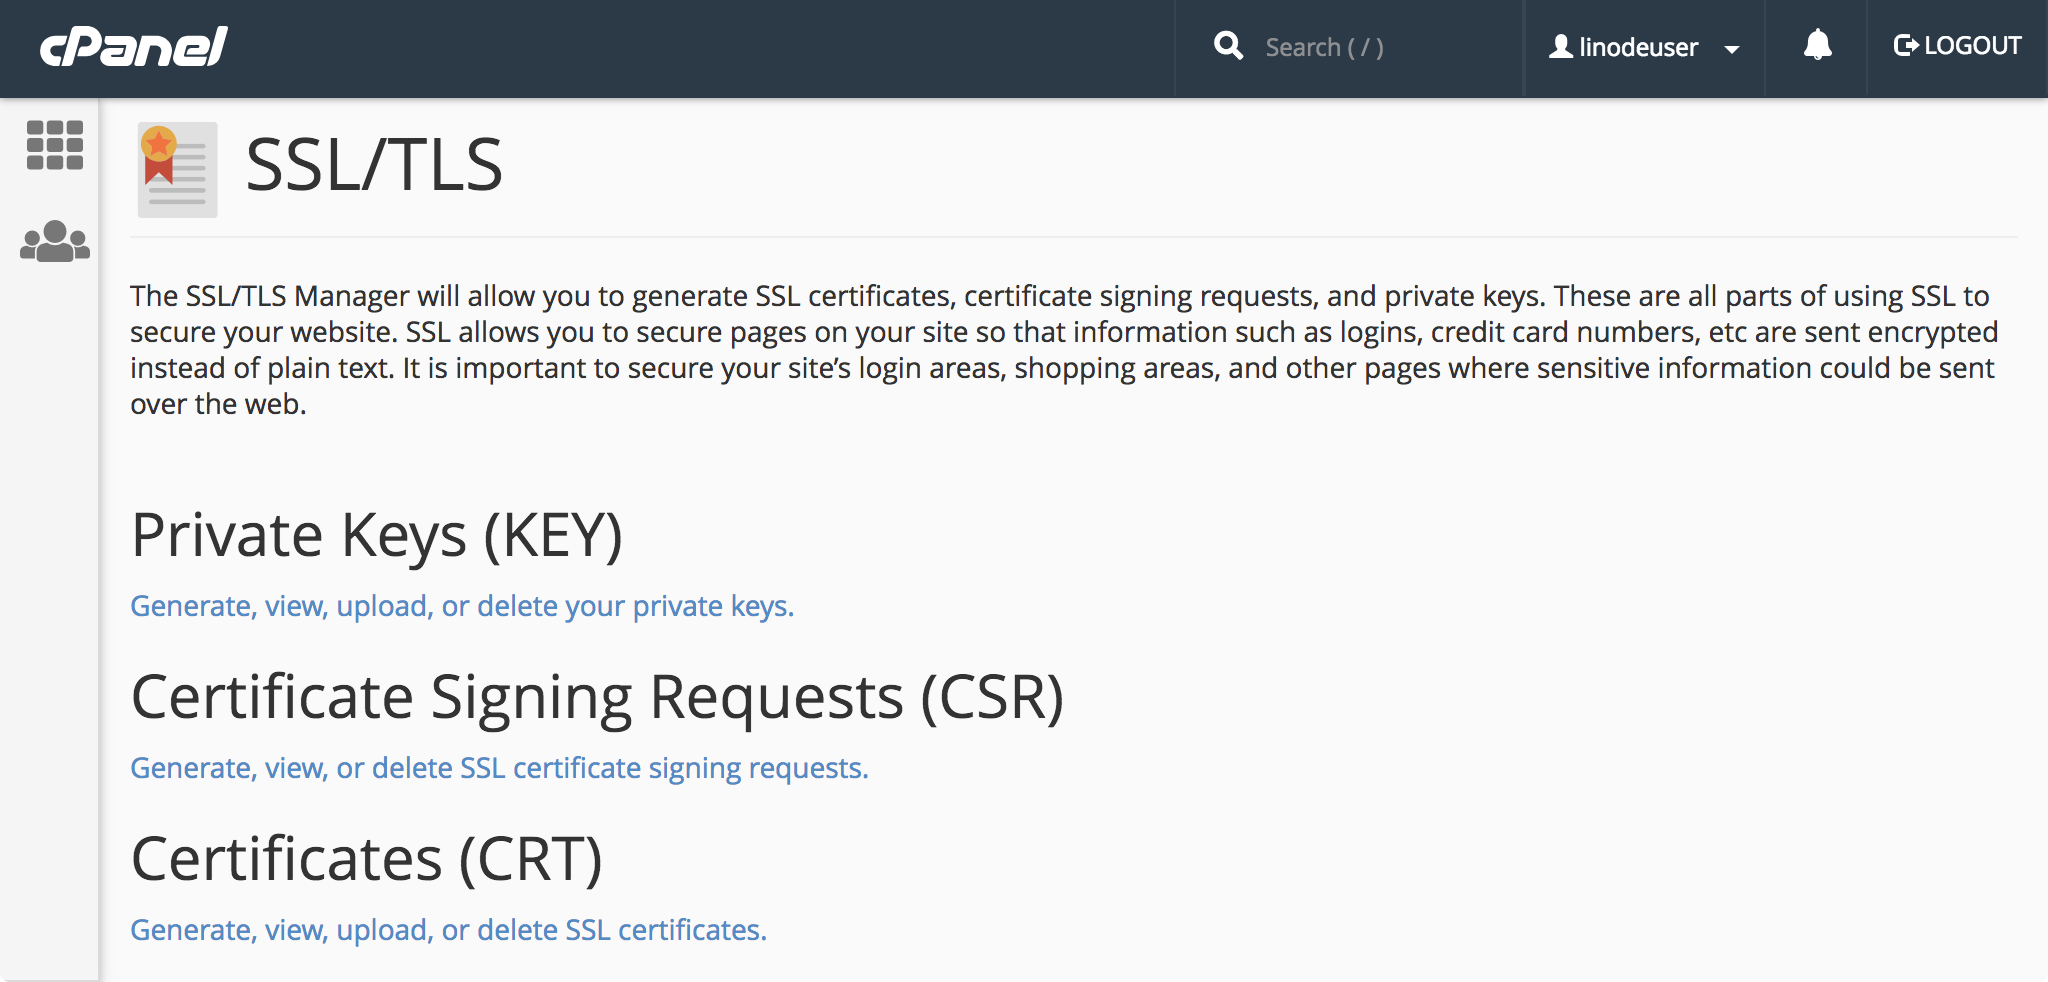 cPanel
Search ( / )
linodeuser
LOGOUT
SSL/TLS
The SSL/TLS Manager will allow you to generate SSL certificates, certificate signing requests, and private keys. These are all parts of using SSL to
secure your website. SSL allows you to secure pages on your site so that information such as logins, credit card numbers, etc are sent encrypted
instead of plain text. It is important to secure your site’s login areas, shopping areas, and other pages where sensitive information could be sent
over the web.
Private Keys (KEY)
Generate, view, upload, or delete your private keys.
Certificate Signing Requests (CSR)
Generate, view, or delete SSL certificate signing requests.
Certificates (CRT)
Generate, view, upload, or delete SSL certificates.